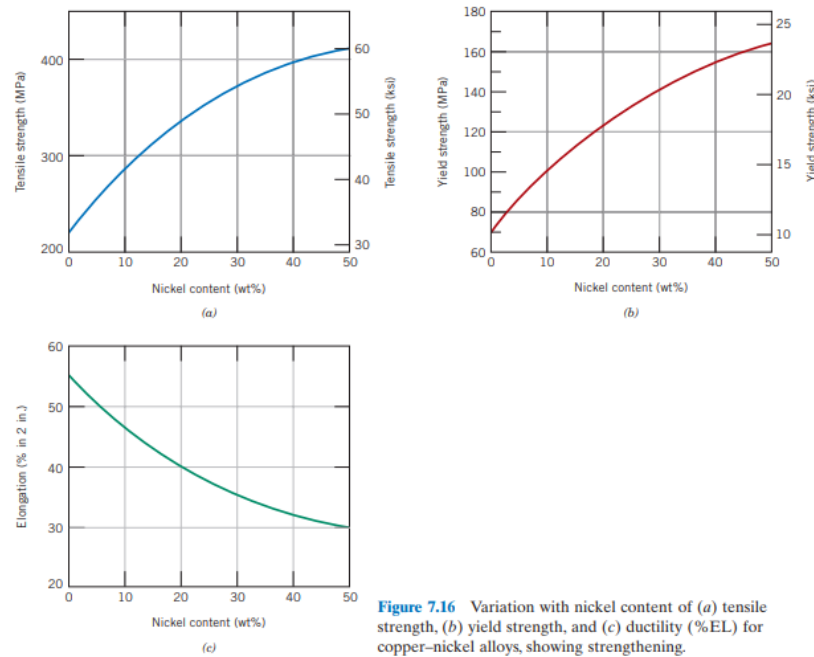 400
300
200
Tensile strength (MPa)
60
50
40
30
Tensile strength (ksi)
0 10 20 30 40 50
Nickel content (wt%)
(a)
180
160
140
120
100
80
60
Yield strength (MPa)
25
20
15
10
Yield strength (ksi)
0 10 20 30 40 50
Nickel content (wt%)
(b)
60
50
40
30
20
Elongation (% in 2 in.)
0 10 20 30 40 50
Nickel content (wt%)
(c)
Figure 7.16 Variation with nickel content of (a) tensile
strength, (b) yield strength, and (c) ductility (%EL) for
copper–nickel alloys, showing strengthening.